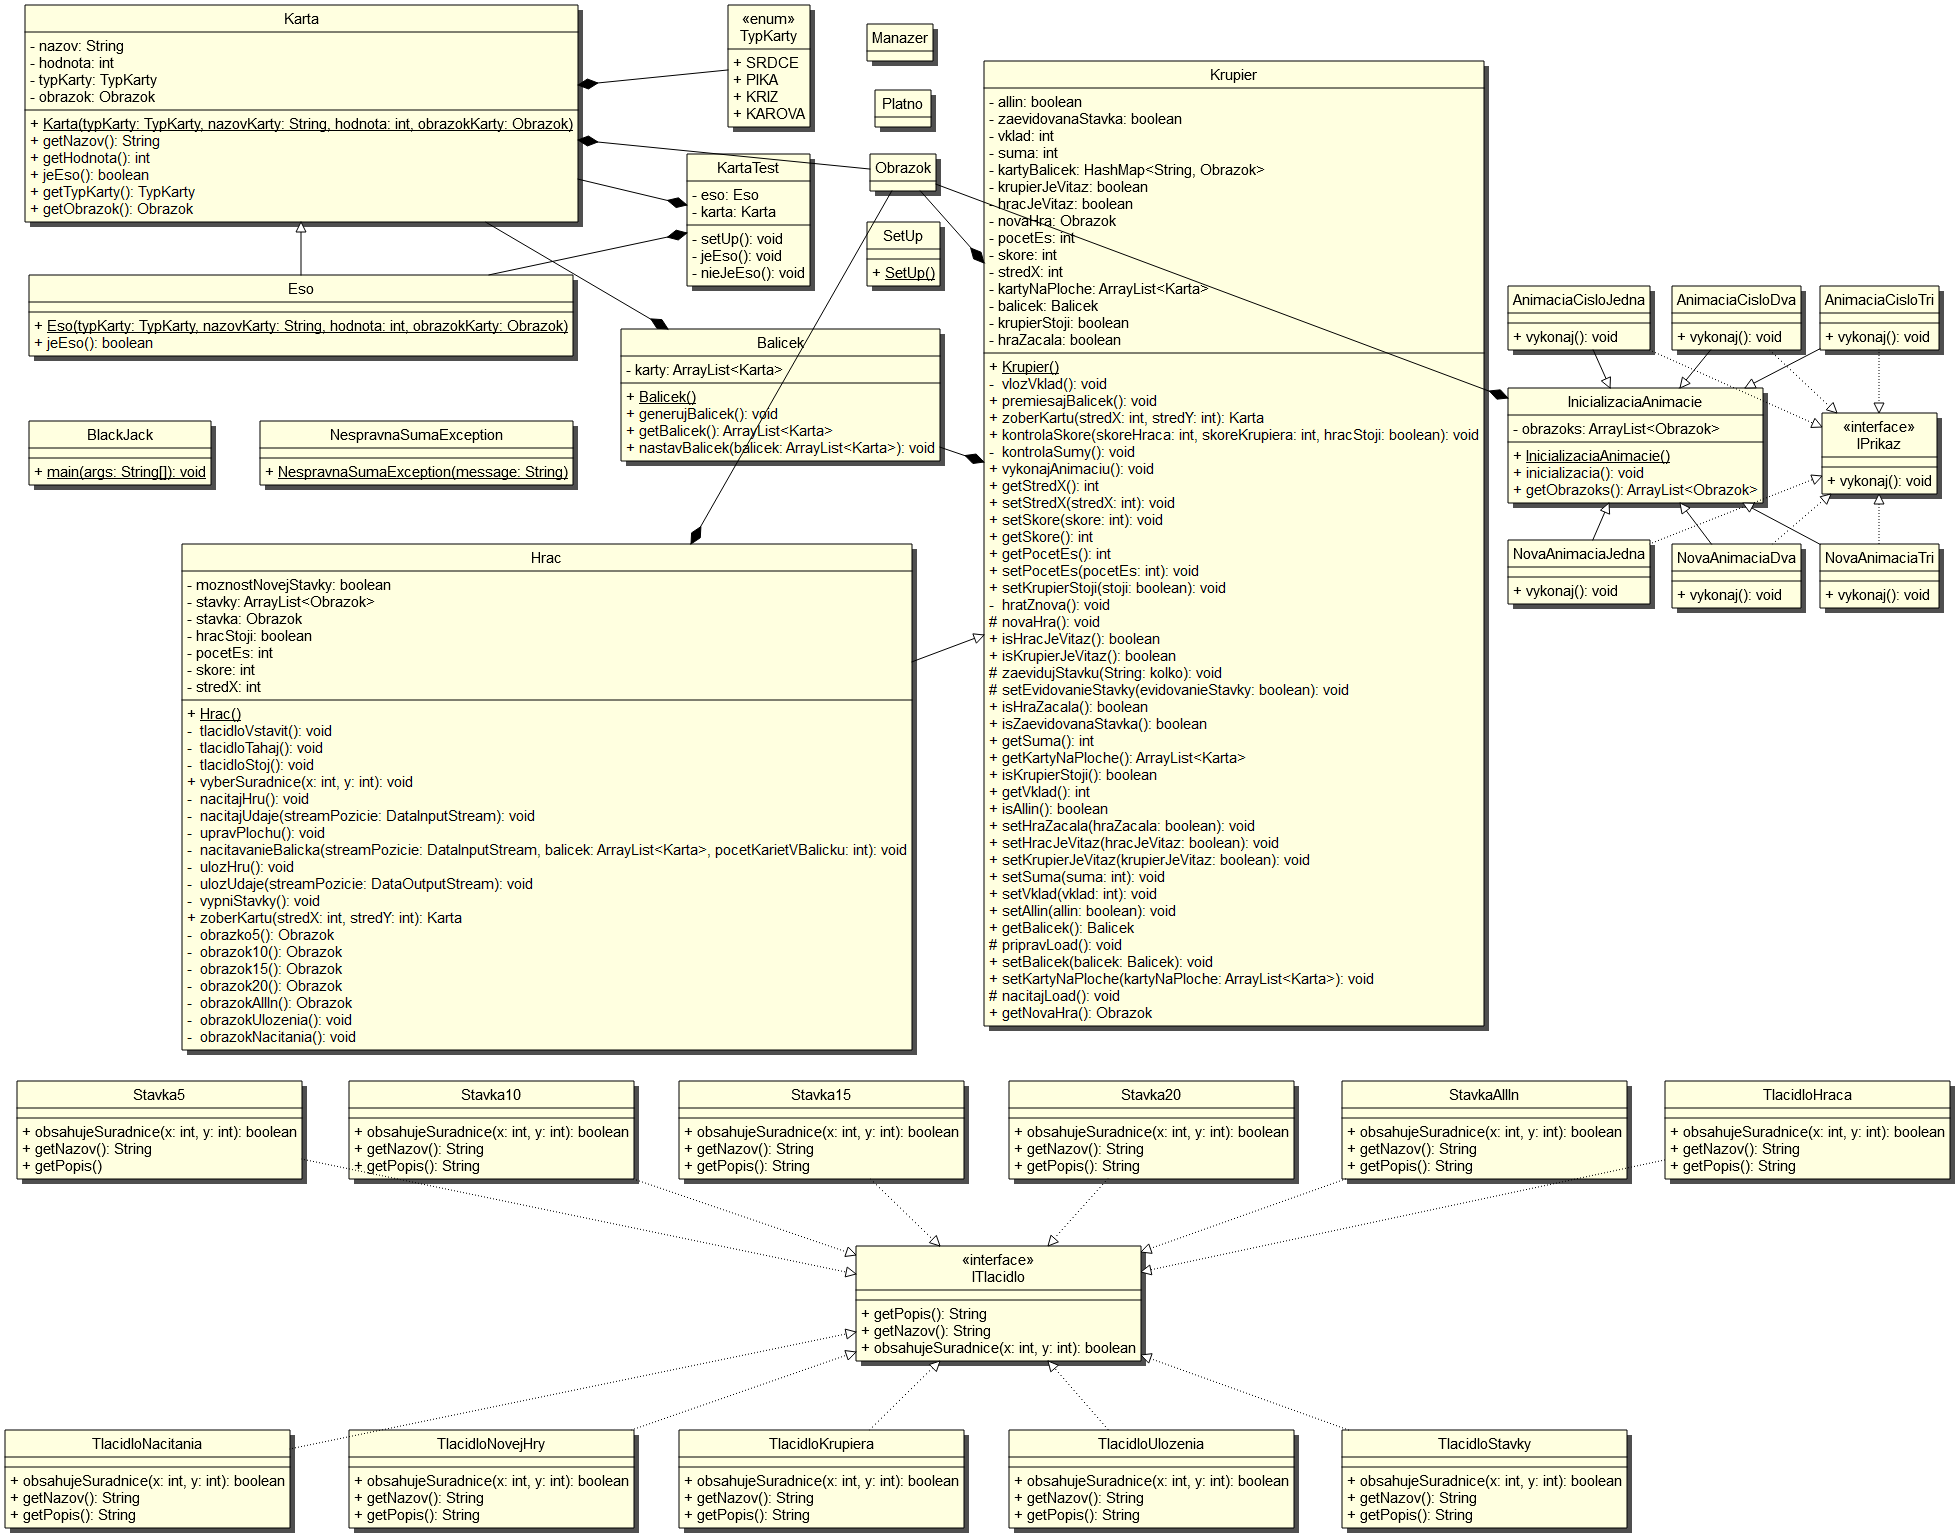 Karta
- nazov: String
- hodnota: int
- typKarty: TypKarty
- obrazok: Obrazok
+ Karta(typKarty: TypKarty, nazovKarty: String, hodnota: int, obrazokKarty: Obrazok)
+ getNazov(): String
+ getHodnota(): int
+ jeEso(): boolean
+ getTypKarty(): TypKarty
+ getObrazok(): Obrazok
«enum»
TypKarty
+ SRDCE
+ PIKA
+ KRIZ
+ KAROVA
Manazer
Platno
Obrazok
KartaTest
- eso: Eso
- karta: Karta
- setUp(): void
- jeEso(): void
- nieJeEso(): void
SetUp
+ SetUp()
Eso
+ Eso(typKarty: TypKarty, nazovKarty: String, hodnota: int, obrazokKarty: Obrazok)
+ jeEso(): boolean
Balicek
- karty: ArrayList<Karta>
+ Balicek()
+ generujBalicek(): void
+ getBalicek(): ArrayList<Karta>
+ nastavBalicek(balicek: ArrayList<Karta>): void
BlackJack
+ main(args: String[]): void
NespravnaSumaException
+ NespravnaSumaException(message: String)
Krupier
- allin: boolean
- zaevidovanaStavka: boolean
- vklad: int
- suma: int
- kartyBalicek: HashMap<String, Obrazok>
- krupierJeVitaz: boolean
- hracJeVitaz: boolean
- novaHra: Obrazok
- pocetEs: int
- skore: int
- stredX: int
- kartyNaPloche: ArrayList<Karta>
- balicek: Balicek
- krupierStoji: boolean
- hraZacala: boolean
+ Krupier()
- vlozVklad(): void
+ premiesajBalicek(): void
+ zoberKartu(stredX: int, stredY: int): Karta
+ kontrolaSkore(skoreHraca: int, skoreKrupiera: int, hracStoji: boolean): void
- kontrolaSumy(): void
+ vykonajAnimaciu(): void
+ getStredX(): int
+ setStredX(stredX: int): void
+ setSkore(skore: int): void
+ getSkore(): int
+ getPocetEs(): int
+ setPocetEs(pocetEs: int): void
+ setKrupierStoji(stoji: boolean): void
- hratZnova(): void
# novaHra(): void
+ isHracJeVitaz(): boolean
+ isKrupierJeVitaz(): boolean
# zaevidujStavku(String: kolko): void
# setEvidovanieStavky(evidovanieStavky: boolean): void
+ isHraZacala(): boolean
+ isZaevidovanaStavka(): boolean
+ getSuma(): int
+ getKartyNaPloche(): ArrayList<Karta>
+ isKrupierStoji(): boolean
+ getVklad(): int
+ isAllin(): boolean
+ setHraZacala(hraZacala: boolean): void
+ setHracJeVitaz(hracJeVitaz: boolean): void
+ setKrupierJeVitaz(krupierJeVitaz: boolean): void
+ setSuma(suma: int): void
+ setVklad(vklad: int): void
+ setAllin(allin: boolean): void
+ getBalicek(): Balicek
# pripravLoad(): void
+ setBalicek(balicek: Balicek): void
+ setKartyNaPloche(kartyNaPloche: ArrayList<Karta>): void
# nacitajLoad(): void
+ getNovaHra(): Obrazok
AnimaciaCisloJedna
+ vykonaj(): void
AnimaciaCisloDva
+ vykonaj(): void
AnimaciaCisloTri
+ vykonaj(): void
InicializaciaAnimacie
- obrazoks: ArrayList<Obrazok>
+ InicializaciaAnimacie()
+ inicializacia(): void
+ getObrazoks(): ArrayList<Obrazok>
«interface»
IPrikaz
+ vykonaj(): void
NovaAnimaciaJedna
+ vykonaj(): void
NovaAnimaciaDva
+ vykonaj(): void
NovaAnimaciaTri
+ vykonaj(): void
Hrac
- moznostNovejStavky: boolean
- stavky: ArrayList<Obrazok>
- stavka: Obrazok
- hracStoji: boolean
- pocetEs: int
- skore: int
- stredX: int
+ Hrac()
- tlacidloVstavit(): void
- tlacidloTahaj(): void
- tlacidloStoj(): void
+ vyberSuradnice(x: int, y: int): void
- nacitajHru(): void
- nacitajUdaje(streamPozicie: DataInputStream): void
- upravPlochu(): void
- nacitavanieBalicka(streamPozicie: DataInputStream, balicek: ArrayList<Karta>, pocetKarietVBalicku: int): void
- ulozHru(): void
- ulozUdaje(streamPozicie: DataOutputStream): void
- vypniStavky(): void
+ zoberKartu(stredX: int, stredY: int): Karta
- obrazko5(): Obrazok
- obrazok10(): Obrazok
- obrazok15(): Obrazok
- obrazok20(): Obrazok
- obrazokAllIn(): Obrazok
- obrazokUlozenia(): void
- obrazokNacitania(): void
Stavka5
+ obsahujeSuradnice(x: int, y: int): boolean
+ getNazov(): String
+ getPopis()
Stavka10
+ obsahujeSuradnice(x: int, y: int): boolean
+ getNazov(): String
+ getPopis(): String
Stavka15
+ obsahujeSuradnice(x: int, y: int): boolean
+ getNazov(): String
+ getPopis(): String
Stavka20
+ obsahujeSuradnice(x: int, y: int): boolean
+ getNazov(): String
+ getPopis(): String
StavkaAllIn
+ obsahujeSuradnice(x: int, y: int): boolean
+ getNazov(): String
+ getPopis(): String
TlacidloHraca
+ obsahujeSuradnice(x: int, y: int): boolean
+ getNazov(): String
+ getPopis(): String
«interface»
ITlacidlo
+ getPopis(): String
+ getNazov(): String
+ obsahujeSuradnice(x: int, y: int): boolean
TlacidloNacitania
+ obsahujeSuradnice(x: int, y: int): boolean
+ getNazov(): String
+ getPopis(): String
TlacidloNovejHry
+ obsahujeSuradnice(x: int, y: int): boolean
+ getNazov(): String
+ getPopis(): String
TlacidloKrupiera
+ obsahujeSuradnice(x: int, y: int): boolean
+ getNazov(): String
+ getPopis(): String
TlacidloUlozenia
+ obsahujeSuradnice(x: int, y: int): boolean
+ getNazov(): String
+ getPopis(): String
TlacidloStavky
+ obsahujeSuradnice(x: int, y: int): boolean
+ getNazov(): String
+ getPopis(): String